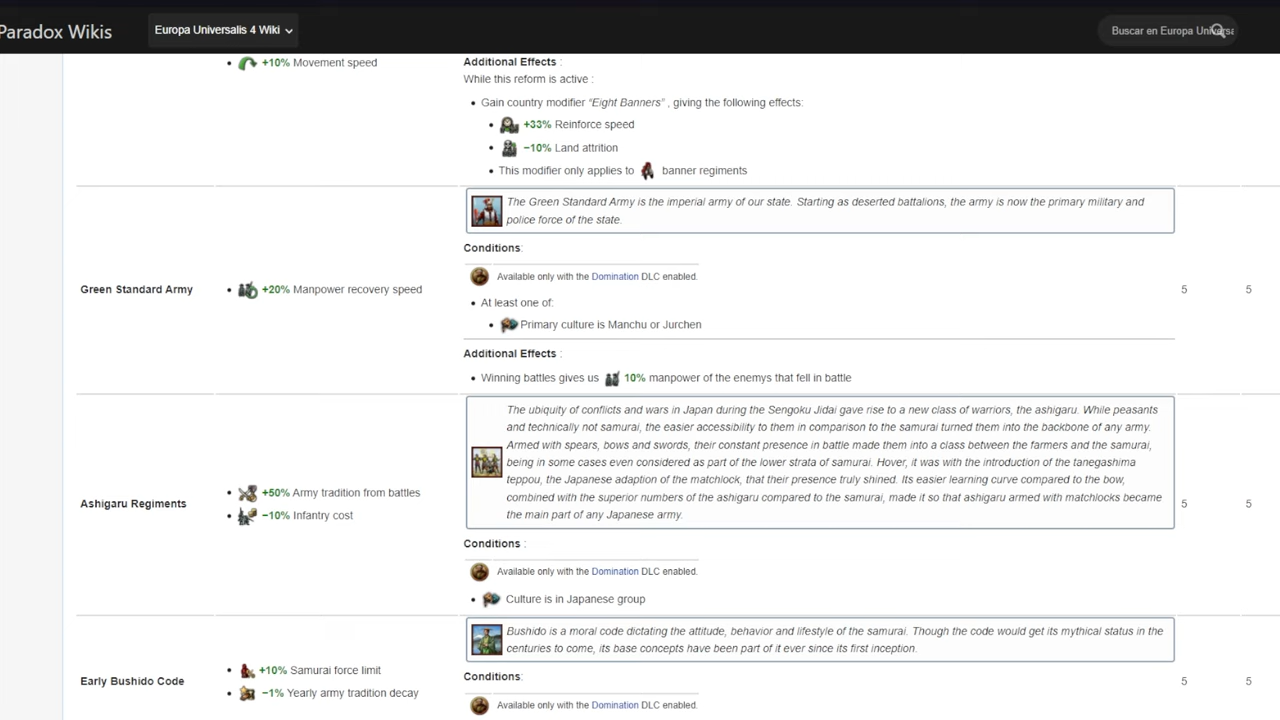 Paradox Wikis
Europa Universalis 4 Wiki
Buscar en Europa Universa
+10% Movement speed
Additional Effects :
While this reform is active :
Gain country modifier “Eight Banners” , giving the following effects:
+33% Reinforce speed
−10% Land attrition
This modifier only applies to banner regiments
Green Standard Army
+20% Manpower recovery speed
The Green Standard Army is the imperial army of our state. Starting as deserted battalions, the army is now the primary military and
police force of the state.
Conditions:
Available only with the Domination DLC enabled.
At least one of:
Primary culture is Manchu or Jurchen
Additional Effects :
Winning battles gives us 10% manpower of the enemys that fell in battle
5 5
Ashigaru Regiments
+50% Army tradition from battles
−10% Infantry cost
The ubiquity of conflicts and wars in Japan during the Sengoku Jidai gave rise to a new class of warriors, the ashigaru. While peasants
and technically not samurai, the easier accessibility to them in comparison to the samurai turned them into the backbone of any army.
Armed with spears, bows and swords, their constant presence in battle made them into a class between the farmers and the samurai,
being in some cases even considered as part of the lower strata of samurai. Hover, it was with the introduction of the tanegashima
teppou, the Japanese adaption of the matchlock, that their presence truly shined. Its easier learning curve compared to the bow,
combined with the superior numbers of the ashigaru compared to the samurai, made it so that ashigaru armed with matchlocks became
the main part of any Japanese army.
Conditions :
Available only with the Domination DLC enabled.
Culture is in Japanese group
5 5
Early Bushido Code
+10% Samurai force limit
−1% Yearly army tradition decay
Bushido is a moral code dictating the attitude, behavior and lifestyle of the samurai. Though the code would get its mythical status in the
centuries to come, its base concepts have been part of it ever since its first inception.
Conditions:
Available only with the Domination DLC enabled.
5 5